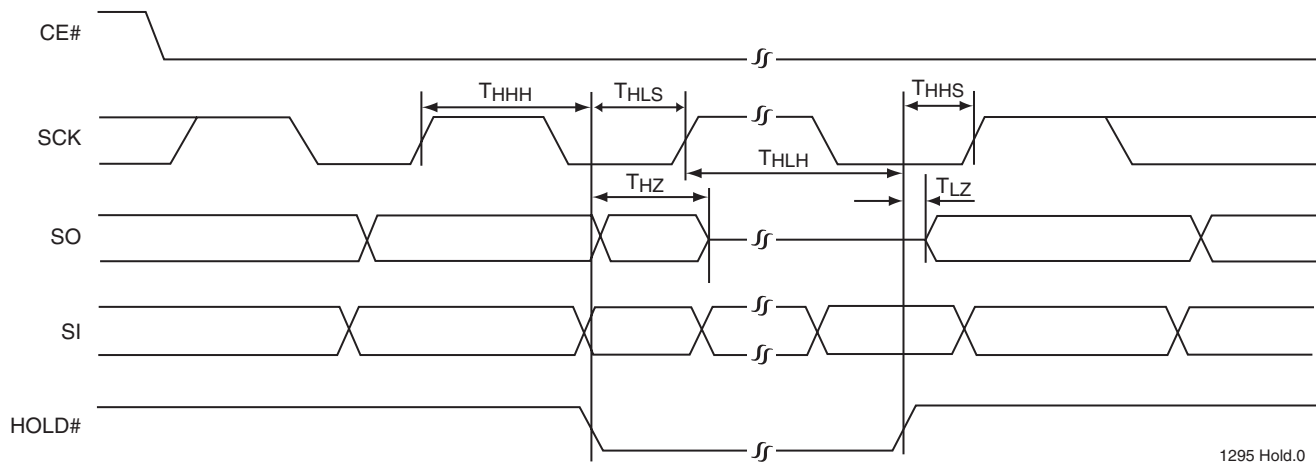 CE#
THHH THLS THHS
SCK
THLH
THZ TLZ
SO
SI
HOLD#
1295 Hold.0